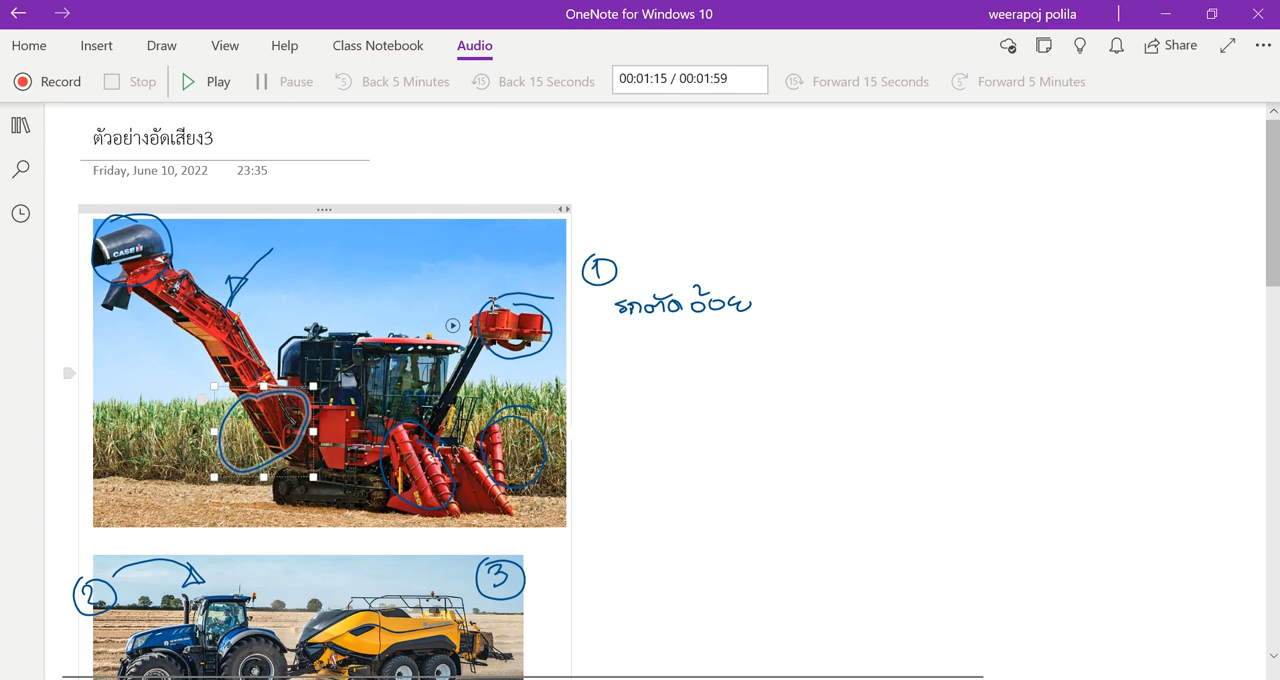 OneNote for Windows 10
weerapoj polila
Home Insert Draw View Help Class Notebook Audio
Share
Record Stop Play Pause Back 5 Minutes Back 15 Seconds 00:01:15 / 00:01:59 Forward 15 Seconds Forward 5 Minutes
ตัวอย่างอัดเสียง3
Friday, June 10, 2022 23:35
CASE IH
1
รถตัดอ้อย
2
3